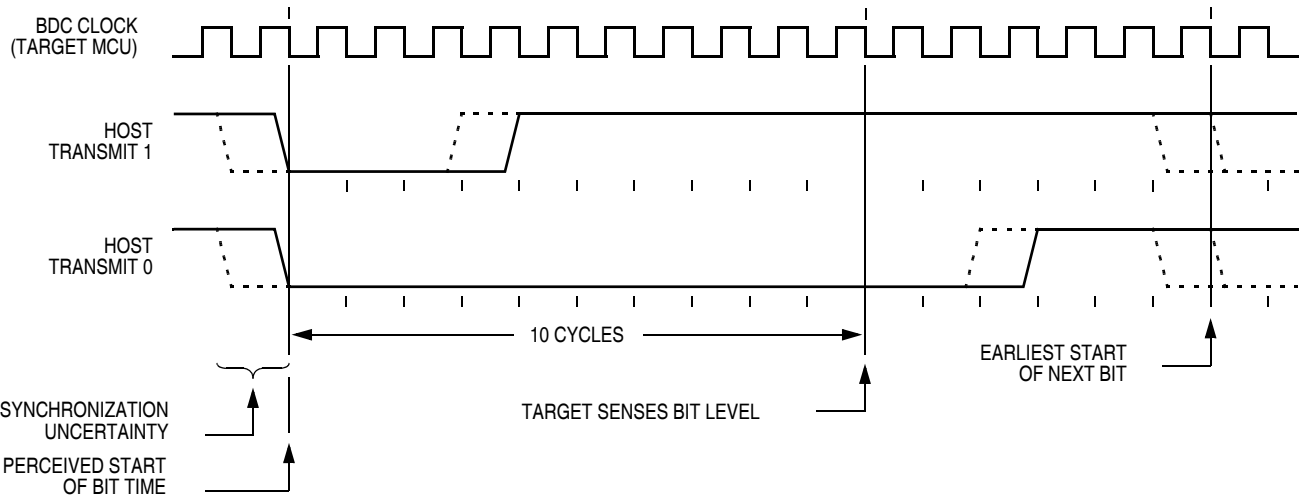 BDC CLOCK
(TARGET MCU)
HOST
TRANSMIT 1
HOST
TRANSMIT 0
10 CYCLES
EARLIEST START
OF NEXT BIT
SYNCHRONIZATION
UNCERTAINTY
TARGET SENSES BIT LEVEL
PERCEIVED START
OF BIT TIME